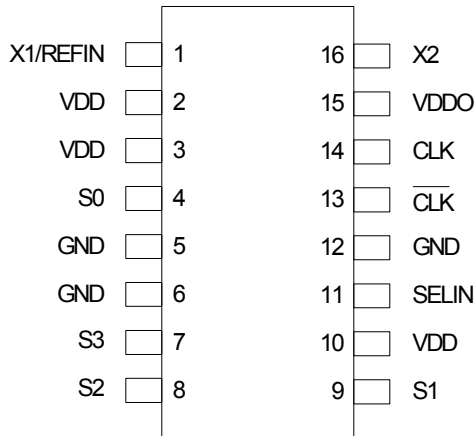 X1/REFIN 1 16 X2
VDD 2 15 VDDO
VDD 3 14 CLK
S0 4 13 C̅L̅K̅
GND 5 12 GND
GND 6 11 SELIN
S3 7 10 VDD
S2 8 9 S1